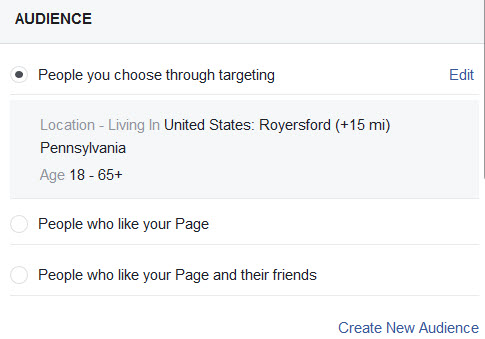 AUDIENCE
People you choose through targeting Edit
Location - Living In United States: Royersford (+15 mi)
Pennsylvania
Age 18 - 65+
People who like your Page
People who like your Page and their friends
Create New Audience